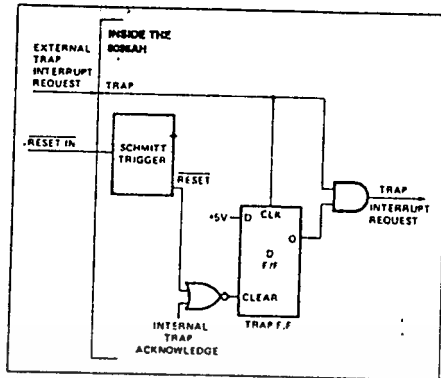 INSIDE THE
8085AH
EXTERNAL
TRAP
INTERRUPT
REQUEST
TRAP
RESET IN
SCHMITT
TRIGGER
RESET
+5V
D
CLK
Q
D
F/F
CLEAR
TRAP F.F
INTERNAL
TRAP
ACKNOWLEDGE
TRAP
INTERRUPT
REQUEST